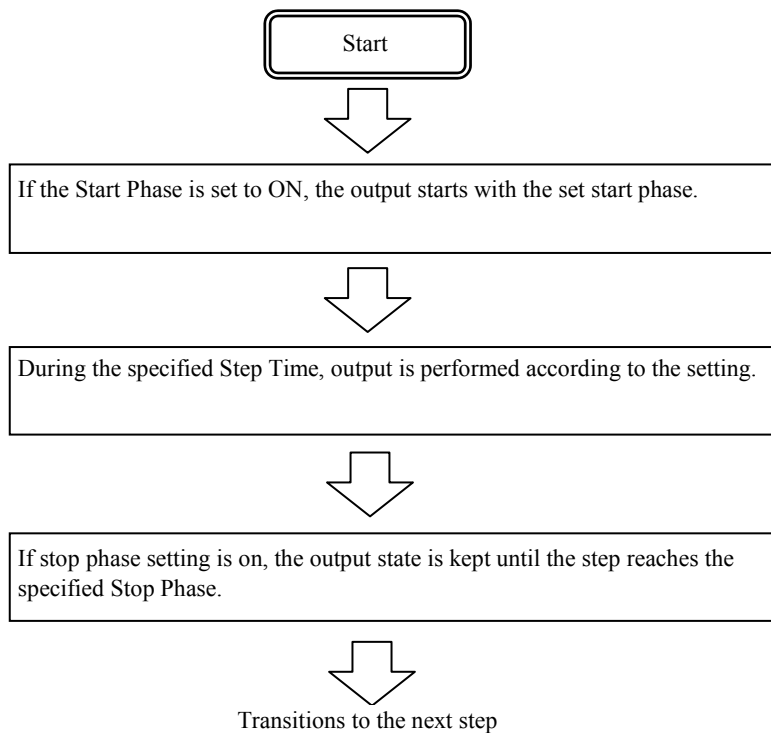 Start
If the Start Phase is set to ON, the output starts with the set start phase.
During the specified Step Time, output is performed according to the setting.
If stop phase setting is on, the output state is kept until the step reaches the
specified Stop Phase.
Transitions to the next step